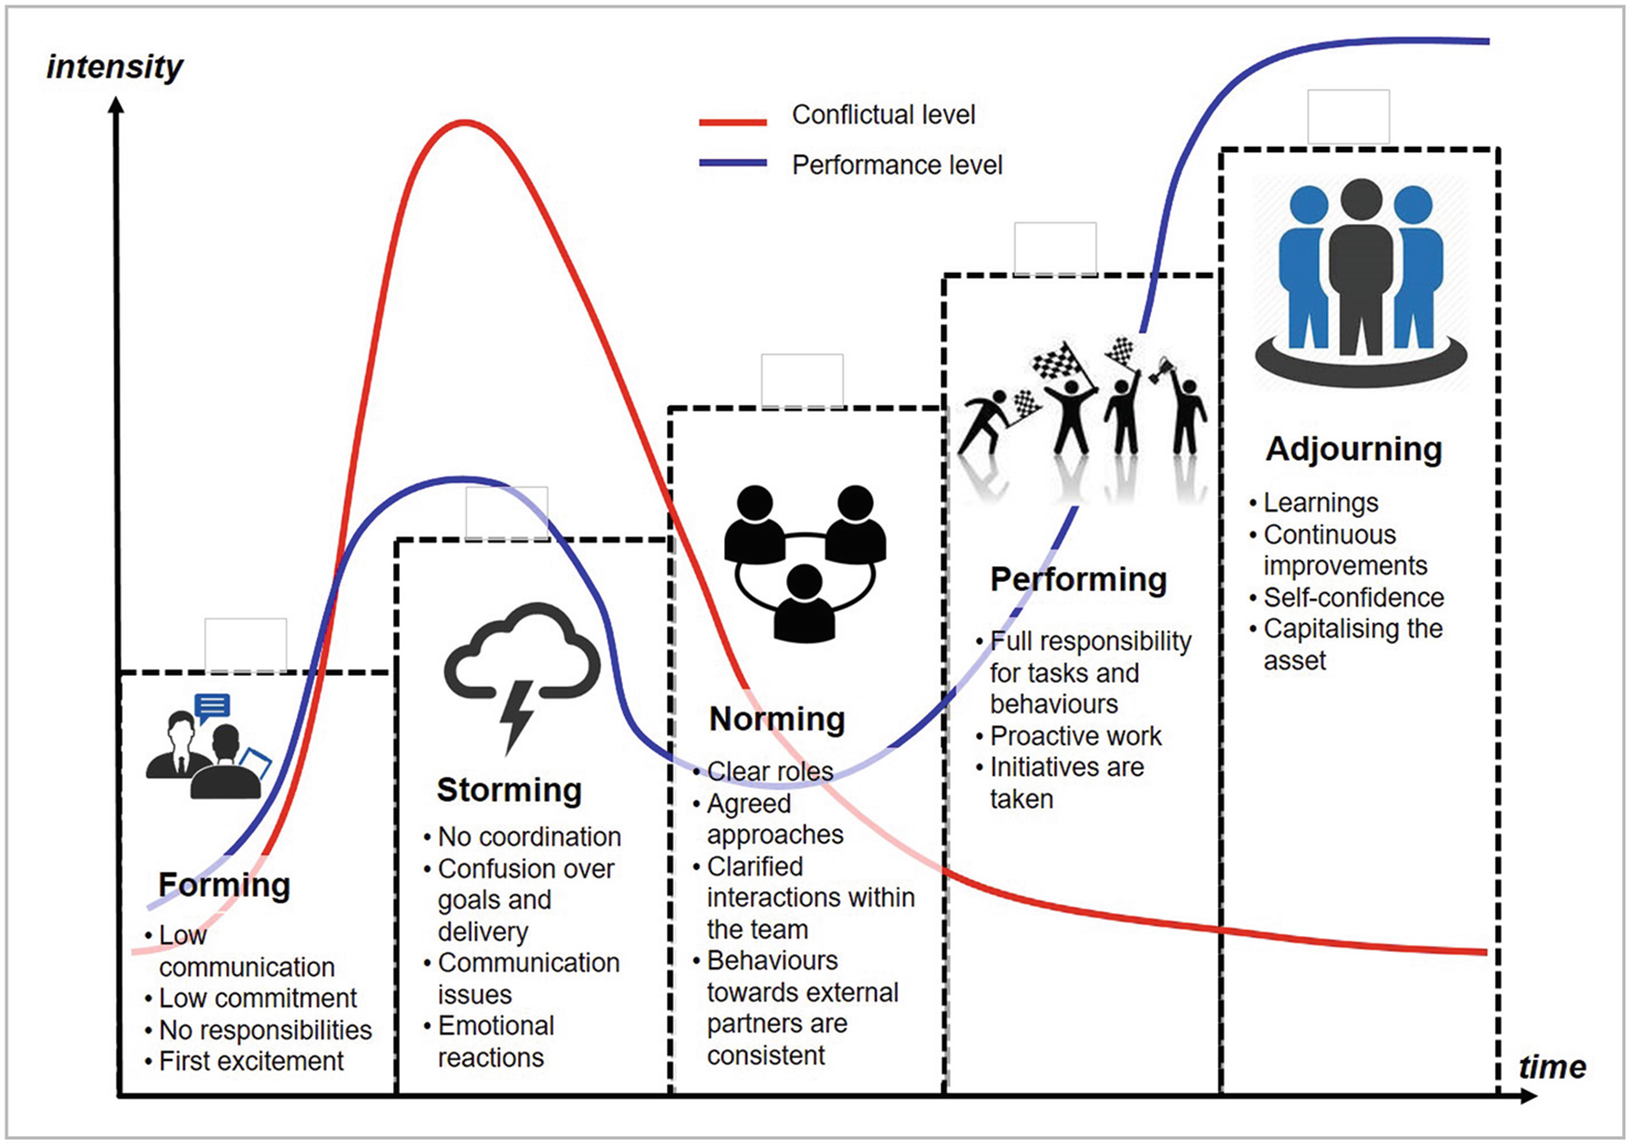 intensity
Conflictual level
Performance level
Forming
• Low
communication
• Low commitment
• No responsibilities
• First excitement
Storming
• No coordination
• Confusion over
goals and
delivery
• Communication
issues
• Emotional
reactions
Norming
• Clear roles
• Agreed
approaches
• Clarified
interactions within
the team
• Behaviours
towards external
partners are
consistent
Performing
• Full responsibility
for tasks and
behaviours
• Proactive work
• Initiatives are
taken
Adjourning
• Learnings
• Continuous
improvements
• Self-confidence
• Capitalising the
asset
time